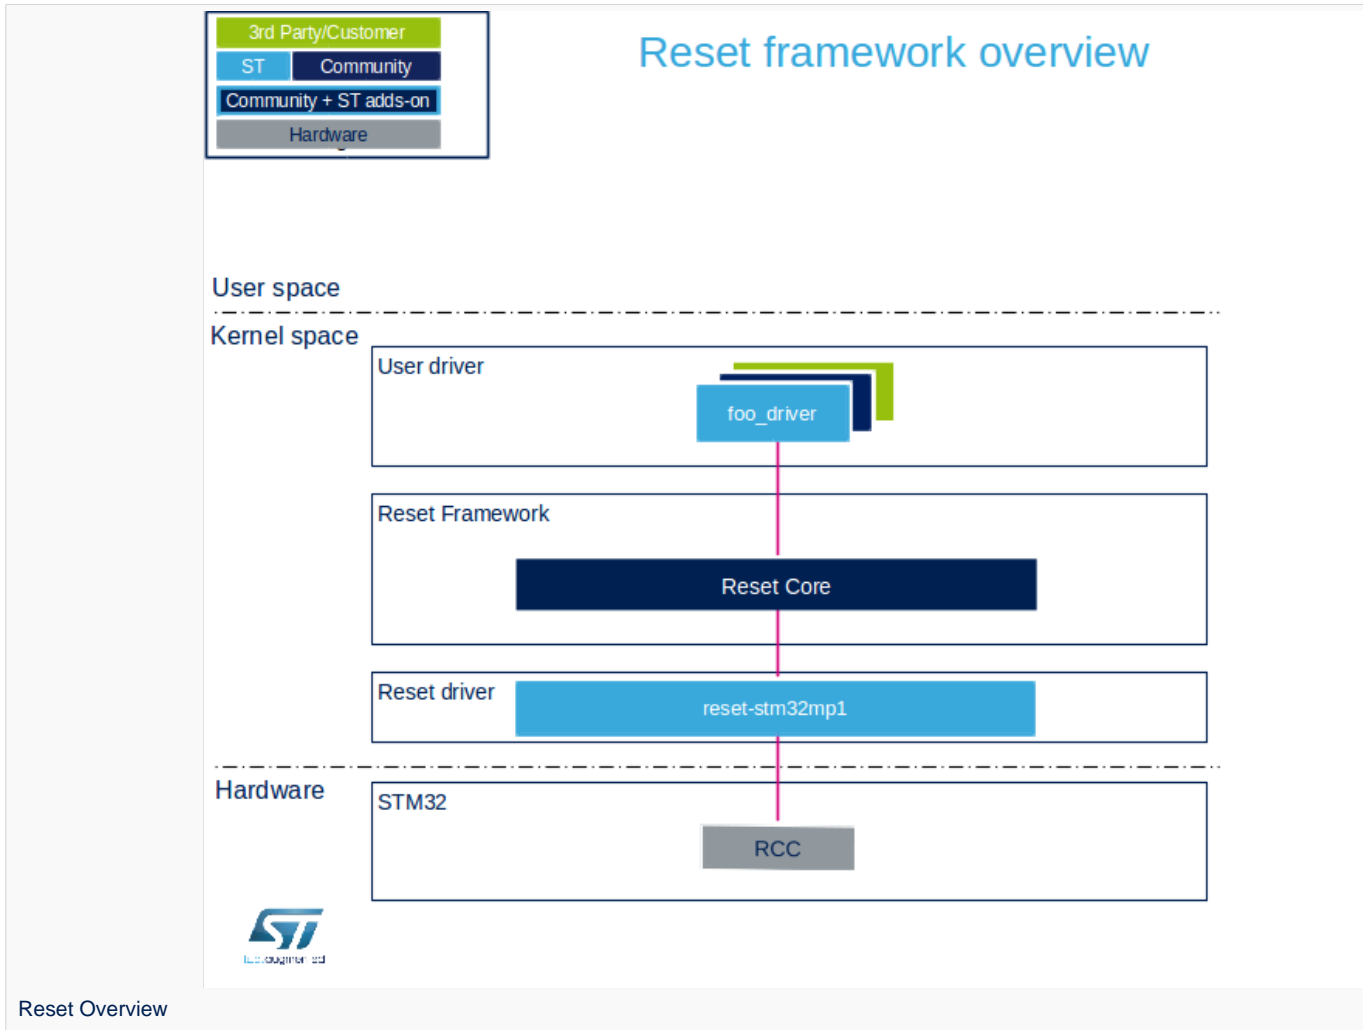 3rd Party/Customer
Reset framework overview
ST Community
Community + ST adds-on
Hardware
User space
Kernel space
User driver
foo_driver
Reset Framework
Reset Core
Reset driver
reset-stm32mp1
Hardware
STM32
RCC
ST
Reset Overview